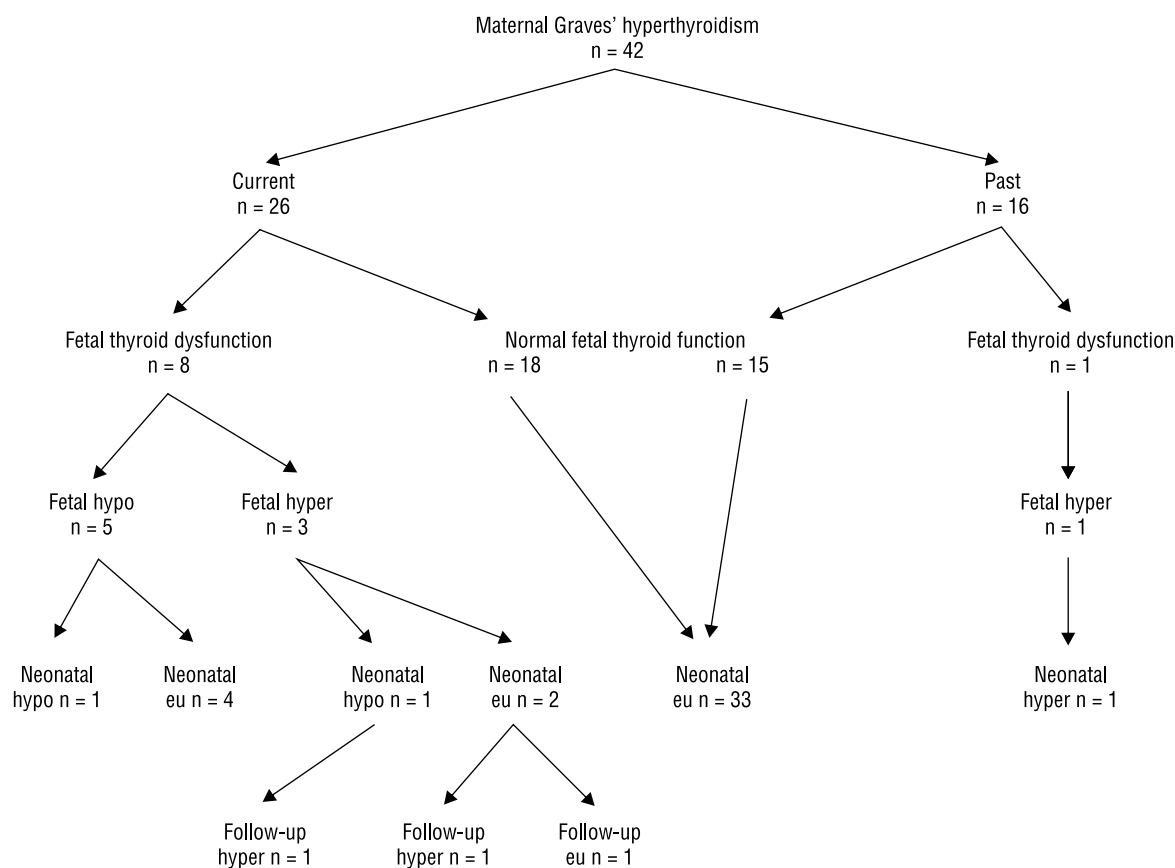 Maternal Graves' hyperthyroidism
n = 42
Current
n = 26
Past
n = 16
Fetal thyroid dysfunction
n = 8
Normal fetal thyroid function
n = 18
n = 15
Fetal thyroid dysfunction
n = 1
Fetal hypo
n = 5
Fetal hyper
n = 3
Fetal hyper
n = 1
Neonatal
hypo n = 1
Neonatal
eu n = 4
Neonatal
hypo n = 1
Neonatal
eu n = 2
Neonatal
eu n = 33
Neonatal
hyper n = 1
Follow-up
hyper n = 1
Follow-up
hyper n = 1
Follow-up
eu n = 1